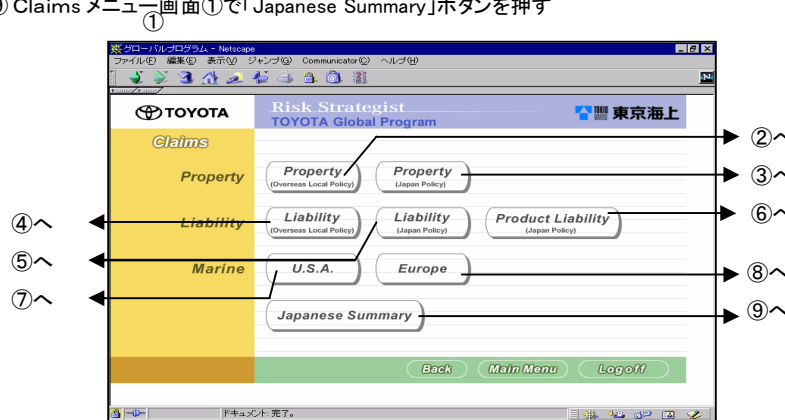 Claims メニュー画面①で「Japanese Summary」ボタンを押す
①
グローバルプログラム - Netscape
ファイル(F) 編集(E) 表示(V) ジャンプ(G) Communicator(C) ヘルプ(H)
TOYOTA
Risk Strategist
TOYOTA Global Program
東京海上
Claims
②へ
Property
Property
(Overseas Local Policy)
Property
(Japan Policy)
③へ
④へ
Liability
Liability
(Overseas Local Policy)
Liability
(Japan Policy)
Product Liability
(Japan Policy)
⑥へ
⑤へ
Marine
U.S.A.
Europe
⑧へ
⑦へ
Japanese Summary
⑨へ
Back
Main Menu
Logoff
ドキュメント: 完了。